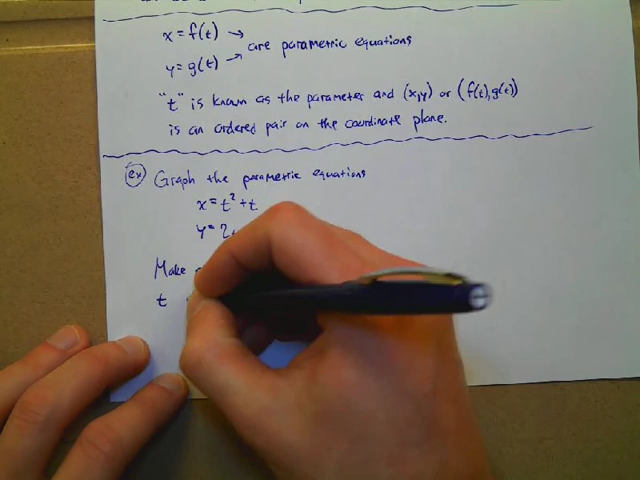 x = f(t) →
y = g(t) → are parametric equations
"t" is known as the parameter and (x,y) or (f(t), g(t))
is an ordered pair on the coordinate plane.
ex Graph the parametric equations
x = t² + t
y = 2
Make
t